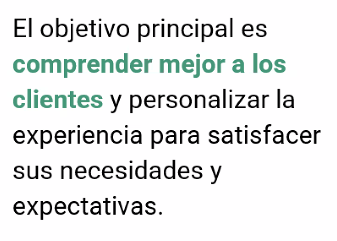 El objetivo principal es
comprender mejor a los
clientes y personalizar la
experiencia para satisfacer
sus necesidades y
expectativas.